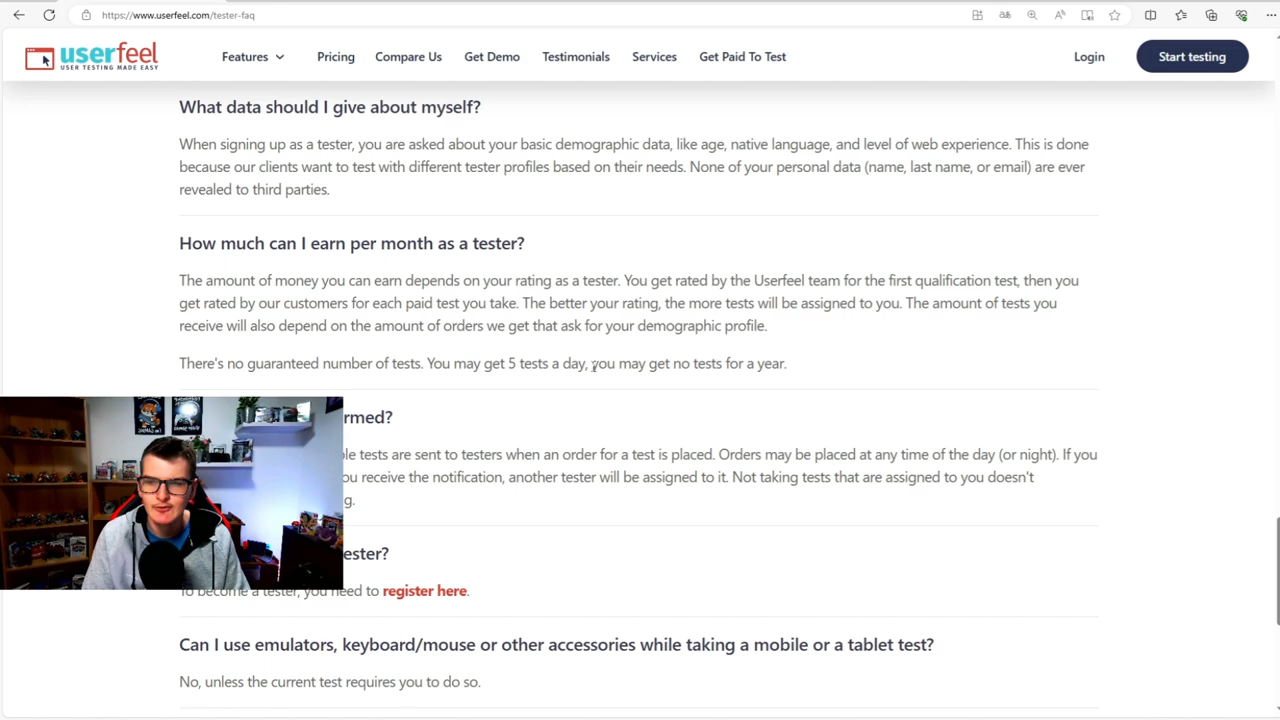 https://www.userfeel.com/tester-faq
userfeel
USER TESTING MADE EASY
Features
Pricing
Compare Us
Get Demo
Testimonials
Services
Get Paid To Test
Login
Start testing
What data should I give about myself?
When signing up as a tester, you are asked about your basic demographic data, like age, native language, and level of web experience. This is done
because our clients want to test with different tester profiles based on their needs. None of your personal data (name, last name, or email) are ever
revealed to third parties.
How much can I earn per month as a tester?
The amount of money you can earn depends on your rating as a tester. You get rated by the Userfeel team for the first qualification test, then you
get rated by our customers for each paid test you take. The better your rating, the more tests will be assigned to you. The amount of tests you
receive will also depend on the amount of orders we get that ask for your demographic profile.
There's no guaranteed number of tests. You may get 5 tests a day, you may get no tests for a year.
rmed?
le tests are sent to testers when an order for a test is placed. Orders may be placed at any time of the day (or night). If you
ou receive the notification, another tester will be assigned to it. Not taking tests that are assigned to you doesn't
g.
ester?
To become a tester, you need to register here.
Can I use emulators, keyboard/mouse or other accessories while taking a mobile or a tablet test?
No, unless the current test requires you to do so.